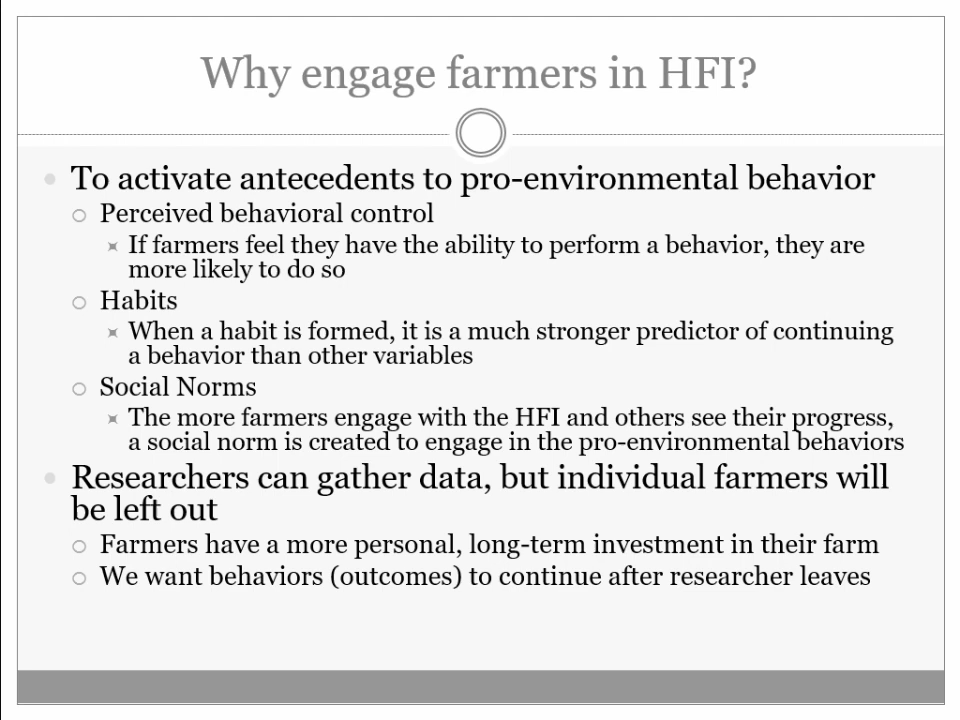 Why engage farmers in HFI?
To activate antecedents to pro-environmental behavior
Perceived behavioral control
If farmers feel they have the ability to perform a behavior, they are
more likely to do so
Habits
When a habit is formed, it is a much stronger predictor of continuing
a behavior than other variables
Social Norms
The more farmers engage with the HFI and others see their progress,
a social norm is created to engage in the pro-environmental behaviors
Researchers can gather data, but individual farmers will
be left out
Farmers have a more personal, long-term investment in their farm
We want behaviors (outcomes) to continue after researcher leaves